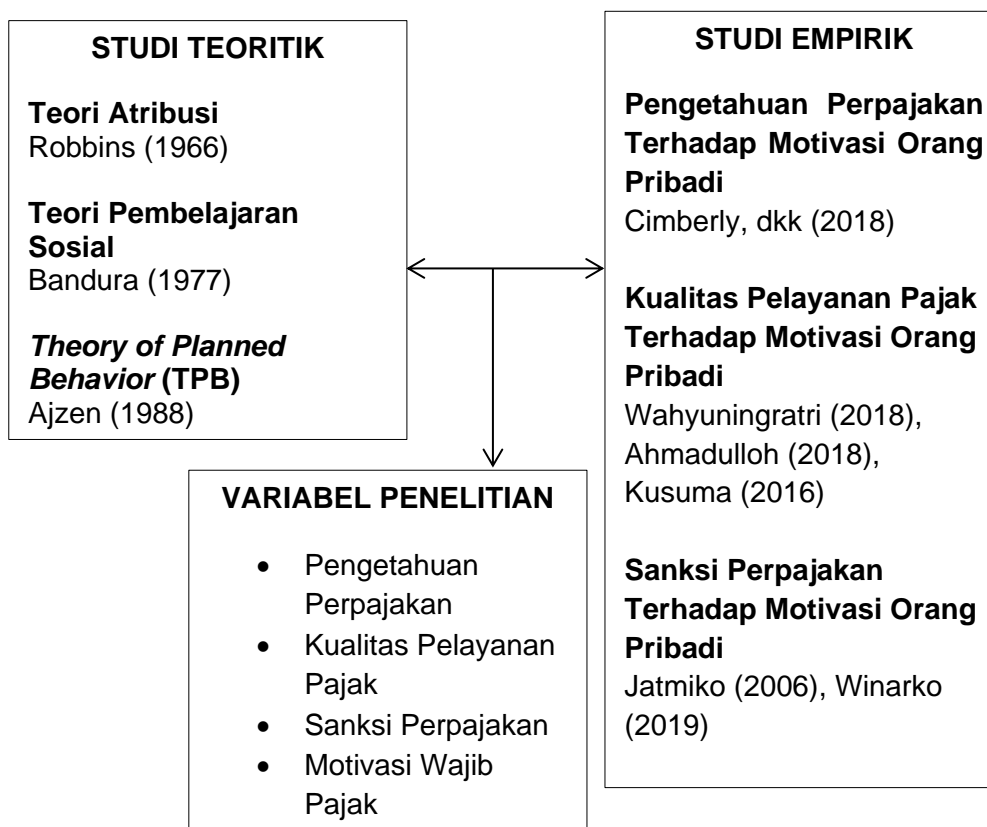 STUDI TEORITIK
Teori Atribusi
Robbins (1966)
Teori Pembelajaran
Sosial
Bandura (1977)
Theory of Planned
Behavior (TPB)
Ajzen (1988)
STUDI EMPIRIK
Pengetahuan Perpajakan
Terhadap Motivasi Orang
Pribadi
Cimberly, dkk (2018)
Kualitas Pelayanan Pajak
Terhadap Motivasi Orang
Pribadi
Wahyuningratri (2018),
Ahmadulloh (2018),
Kusuma (2016)
Sanksi Perpajakan
Terhadap Motivasi Orang
Pribadi
Jatmiko (2006), Winarko
(2019)
VARIABEL PENELITIAN
• Pengetahuan
Perpajakan
• Kualitas Pelayanan
Pajak
• Sanksi Perpajakan
• Motivasi Wajib
Pajak